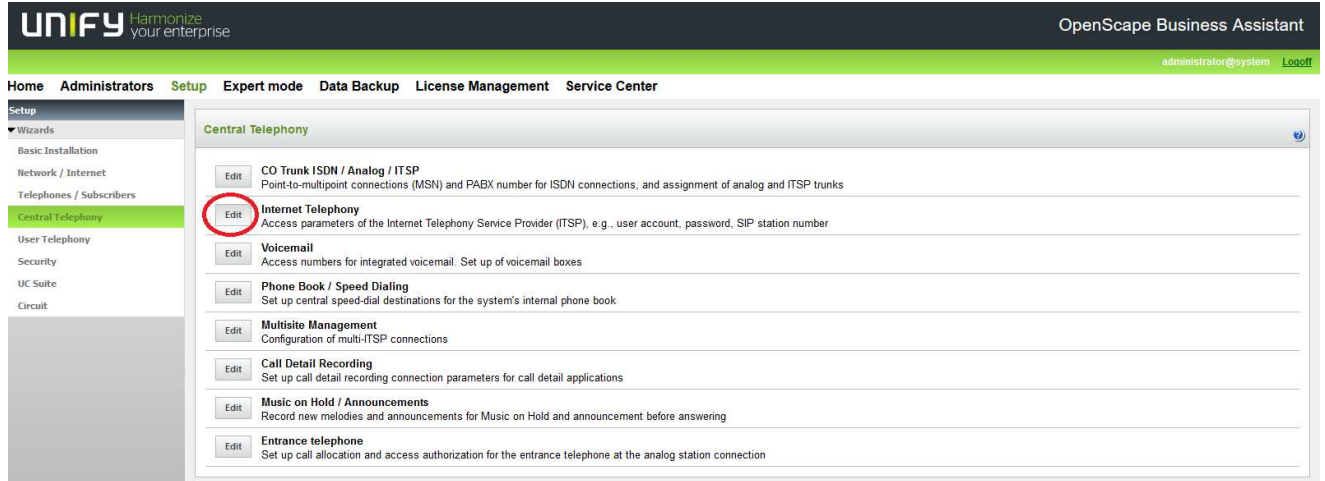 UNIFY Harmonize
your enterprise
OpenScape Business Assistant
administrator@system Logoff
Home Administrators Setup Expert mode Data Backup License Management Service Center
Setup
Wizards
Basic Installation
Network / Internet
Telephones / Subscribers
Central Telephony
User Telephony
Security
UC Suite
Circuit
Central Telephony
Edit
CO Trunk ISDN / Analog / ITSP
Point-to-multipoint connections (MSN) and PABX number for ISDN connections, and assignment of analog and ITSP trunks
Edit
Internet Telephony
Access parameters of the Internet Telephony Service Provider (ITSP), e.g., user account, password, SIP station number
Edit
Voicemail
Access numbers for integrated voicemail. Set up of voicemail boxes
Edit
Phone Book / Speed Dialing
Set up central speed-dial destinations for the system's internal phone book
Edit
Multisite Management
Configuration of multi-ITSP connections
Edit
Call Detail Recording
Set up call detail recording connection parameters for call detail applications
Edit
Music on Hold / Announcements
Record new melodies and announcements for Music on Hold and announcement before answering
Edit
Entrance telephone
Set up call allocation and access authorization for the entrance telephone at the analog station connection